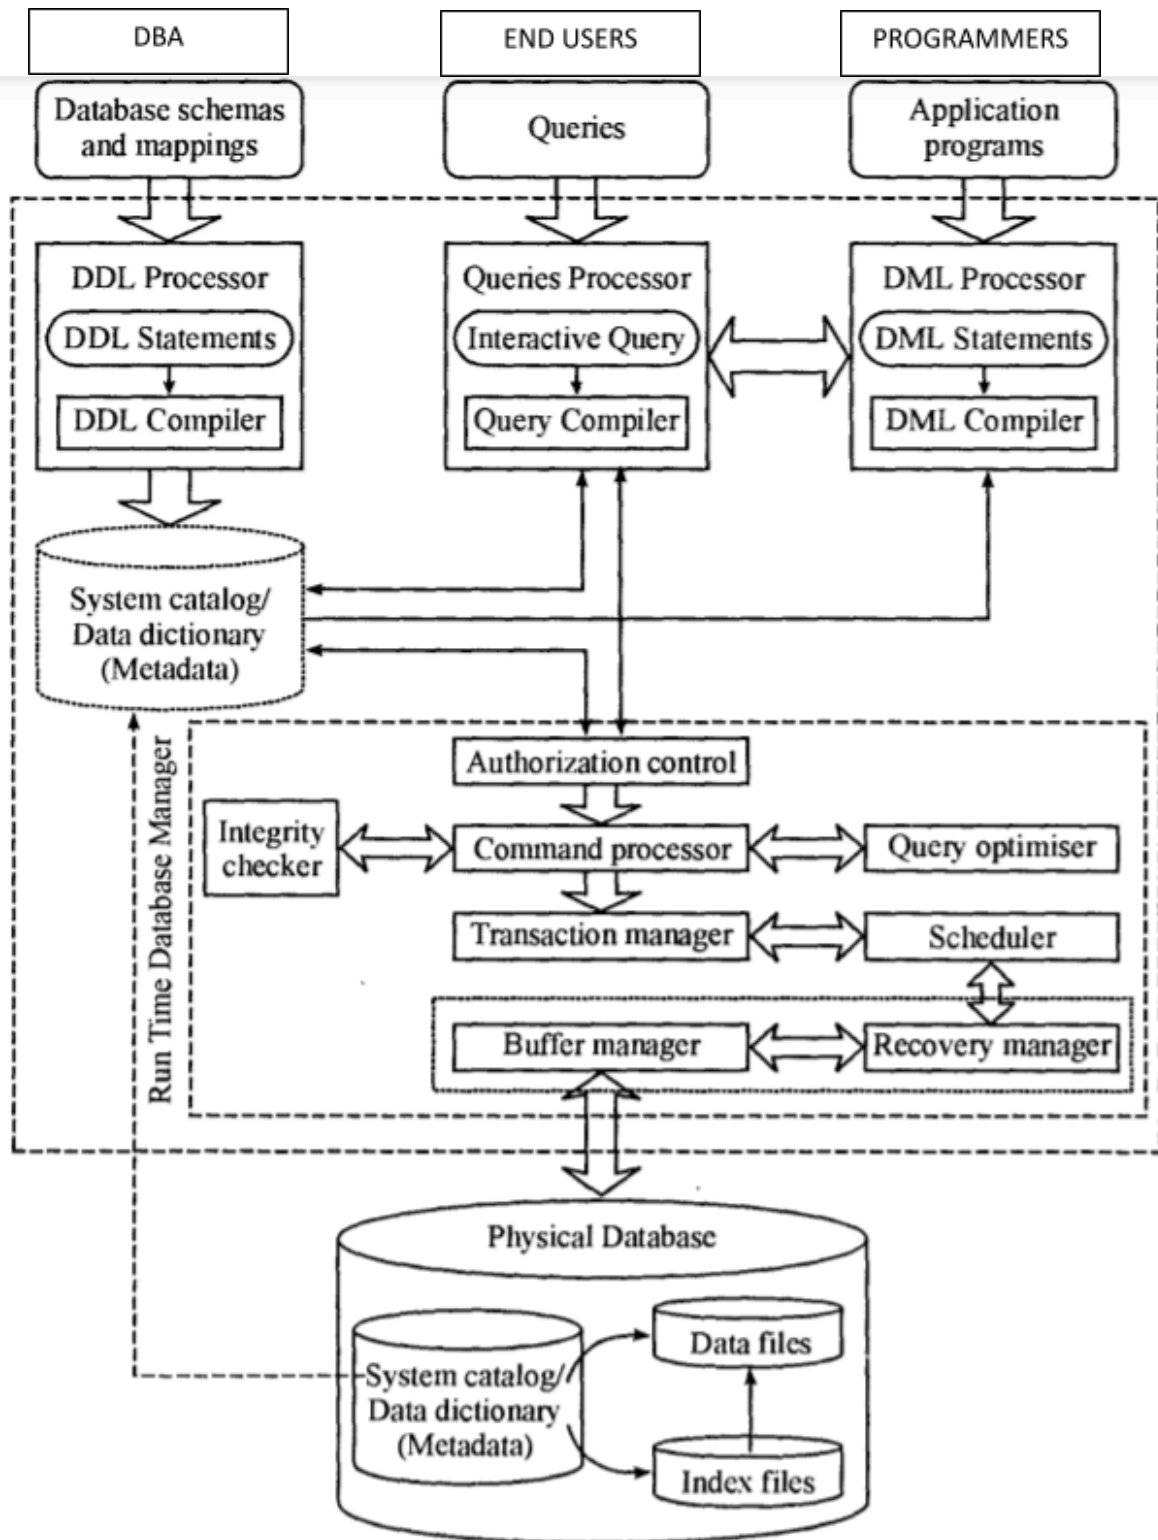 DBA
END USERS
PROGRAMMERS
Database schemas
and mappings
Queries
Application
programs
DDL Processor
DDL Statements
DDL Compiler
Queries Processor
Interactive Query
Query Compiler
DML Processor
DML Statements
DML Compiler
System catalog/
Data dictionary
(Metadata)
Run Time Database Manager
Authorization control
Integrity
checker
Command processor
Query optimiser
Transaction manager
Scheduler
Buffer manager
Recovery manager
Physical Database
System catalog/
Data dictionary
(Metadata)
Data files
Index files